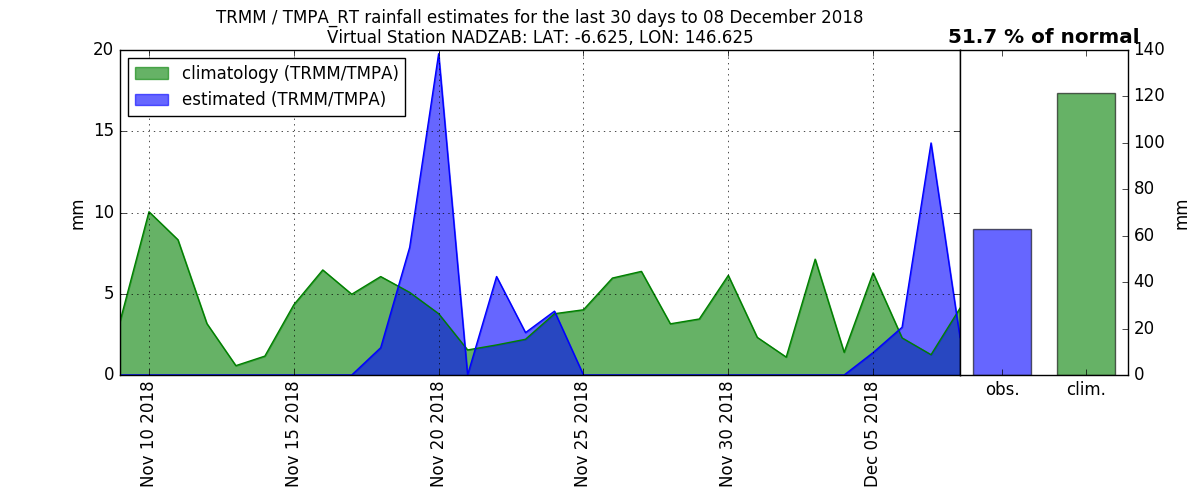 TRMM / TMPA_RT rainfall estimates for the last 30 days to 08 December 2018
Virtual Station NADZAB: LAT: -6.625, LON: 146.625
51.7 % of normal
climatology (TRMM/TMPA)
estimated (TRMM/TMPA)
mm
20
15
10
5
0
Nov 10 2018
Nov 15 2018
Nov 20 2018
Nov 25 2018
Nov 30 2018
Dec 05 2018
obs.
clim.
140
120
100
80
60
40
20
0
mm